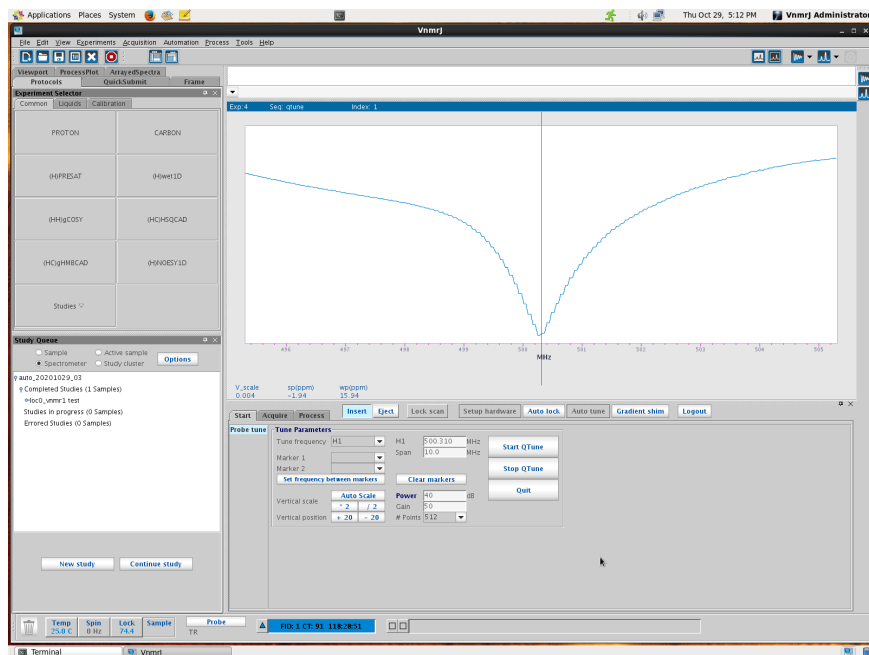 Applications Places System Thu Oct 29, 5:12 PM VnmrJ Administrator
VnmrJ
File Edit View Experiments Acquisition Automation Process Tools Help
Viewport ProcessPlot ArrayedSpectra
Protocols QuickSubmit Frame
Experiment Selector
Common Liquids Calibration
PROTON CARBON
(H)PRESAT (H)wet1D
(HH)gCOSY (HC)HSQCAD
(HC)gHMBCAD (H)NOESY1D
Studies
Study Queue
Sample Active sample
Spectrometer Study cluster
Options
auto_20201029_03
Completed Studies (1 Samples)
loc0_vnmr1 test
Studies in progress (0 Samples)
Errored Studies (0 Samples)
New study Continue study
Exp:4 Seq: qtune Index: 1
496 497 498 499 500 501 502 503 504 505
MHz
V_scale sp(ppm) wp(ppm)
0.004 -1.94 15.94
Start Acquire Process Insert Eject Lock scan Setup hardware Auto lock Auto tune Gradient shim Logout
Probe tune Tune Parameters
Tune frequency H1 H1 500.310 MHz Start QTune
Span 10.0 MHz
Marker 1
Marker 2 Stop QTune
Set frequency between markers Clear markers
Quit
Auto Scale Power 40 dB
Vertical scale * 2 / 2 Gain 50
Vertical position + 20 - 20 # Points 512
Temp Spin Lock Sample Probe
25.0 C 0 Hz 74.4 TR
FID: 1 CT: 91 118:28:51
Terminal VnmrJ